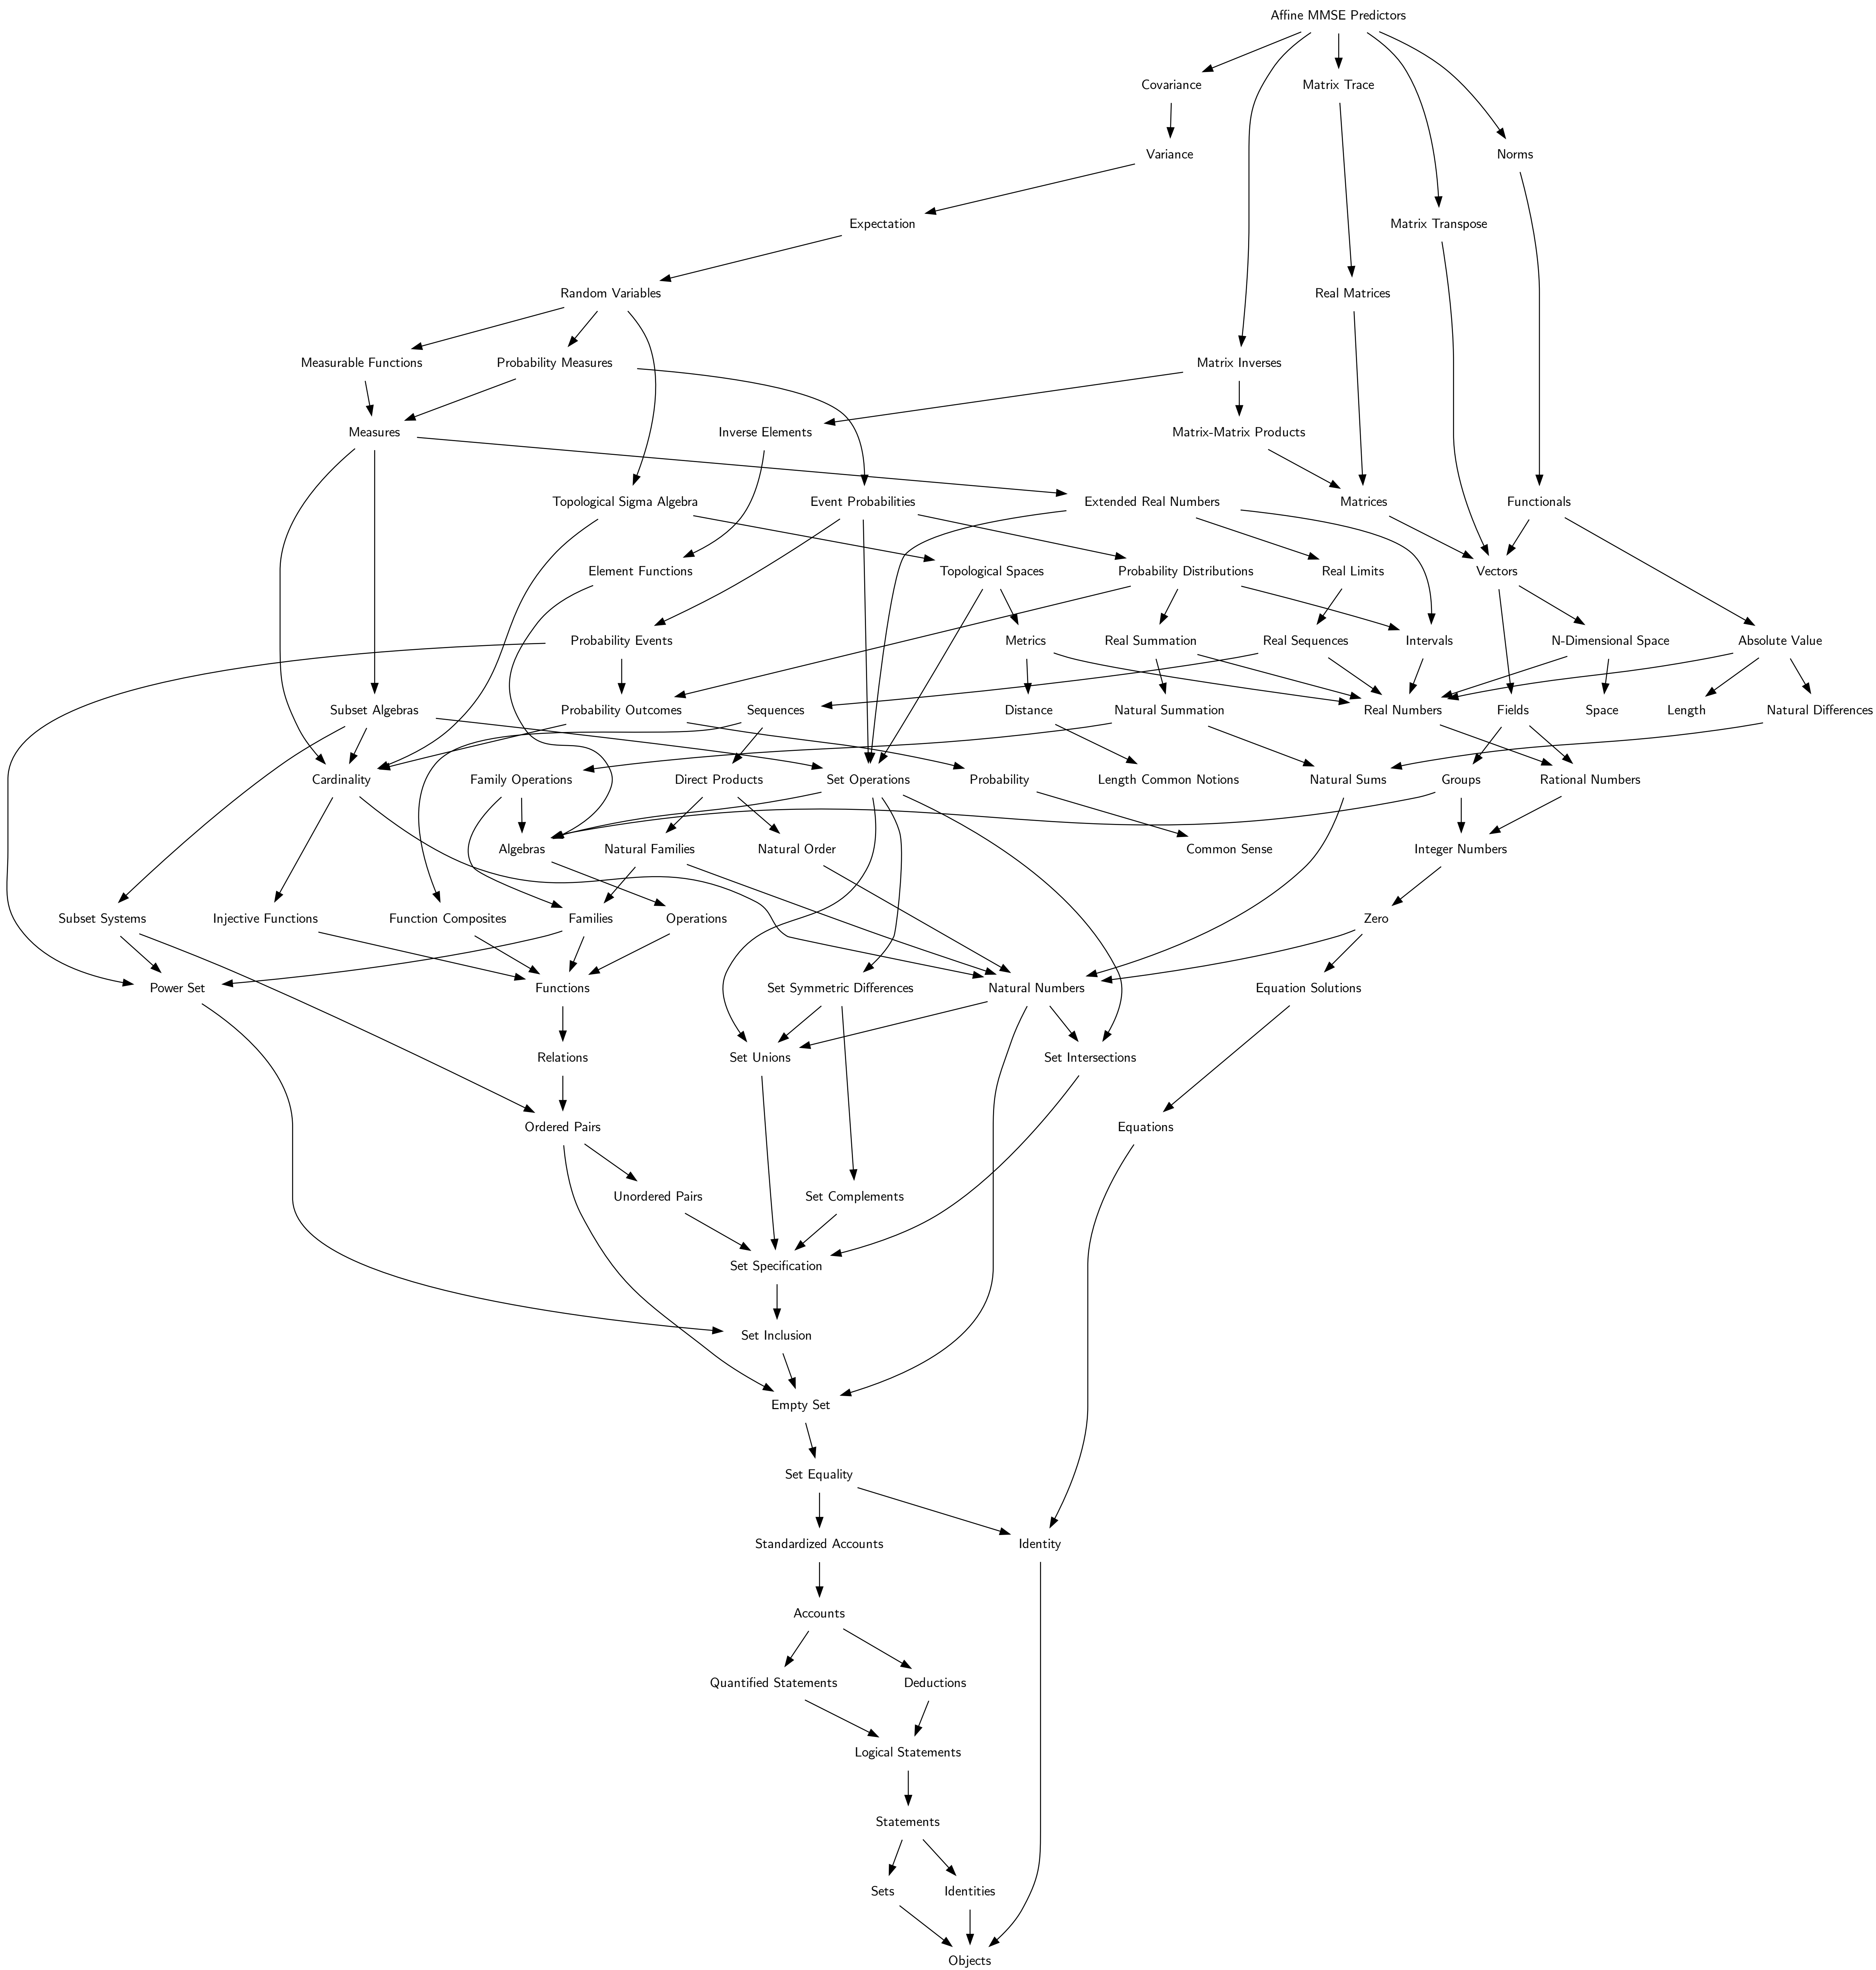 Affine MMSE Predictors
Covariance
Matrix Trace
Variance
Norms
Expectation
Matrix Transpose
Random Variables
Real Matrices
Measurable Functions
Probability Measures
Matrix Inverses
Measures
Inverse Elements
Matrix-Matrix Products
Topological Sigma Algebra
Event Probabilities
Extended Real Numbers
Matrices
Functionals
Element Functions
Topological Spaces
Probability Distributions
Real Limits
Vectors
Probability Events
Metrics
Real Summation
Real Sequences
Intervals
N-Dimensional Space
Absolute Value
Subset Algebras
Probability Outcomes
Sequences
Distance
Natural Summation
Real Numbers
Fields
Space
Length
Natural Differences
Cardinality
Family Operations
Direct Products
Set Operations
Probability
Length Common Notions
Natural Sums
Groups
Rational Numbers
Algebras
Natural Families
Natural Order
Common Sense
Integer Numbers
Subset Systems
Injective Functions
Function Composites
Families
Operations
Zero
Power Set
Functions
Set Symmetric Differences
Natural Numbers
Equation Solutions
Relations
Set Unions
Set Intersections
Ordered Pairs
Equations
Unordered Pairs
Set Complements
Set Specification
Set Inclusion
Empty Set
Set Equality
Standardized Accounts
Identity
Accounts
Quantified Statements
Deductions
Logical Statements
Statements
Sets
Identities
Objects